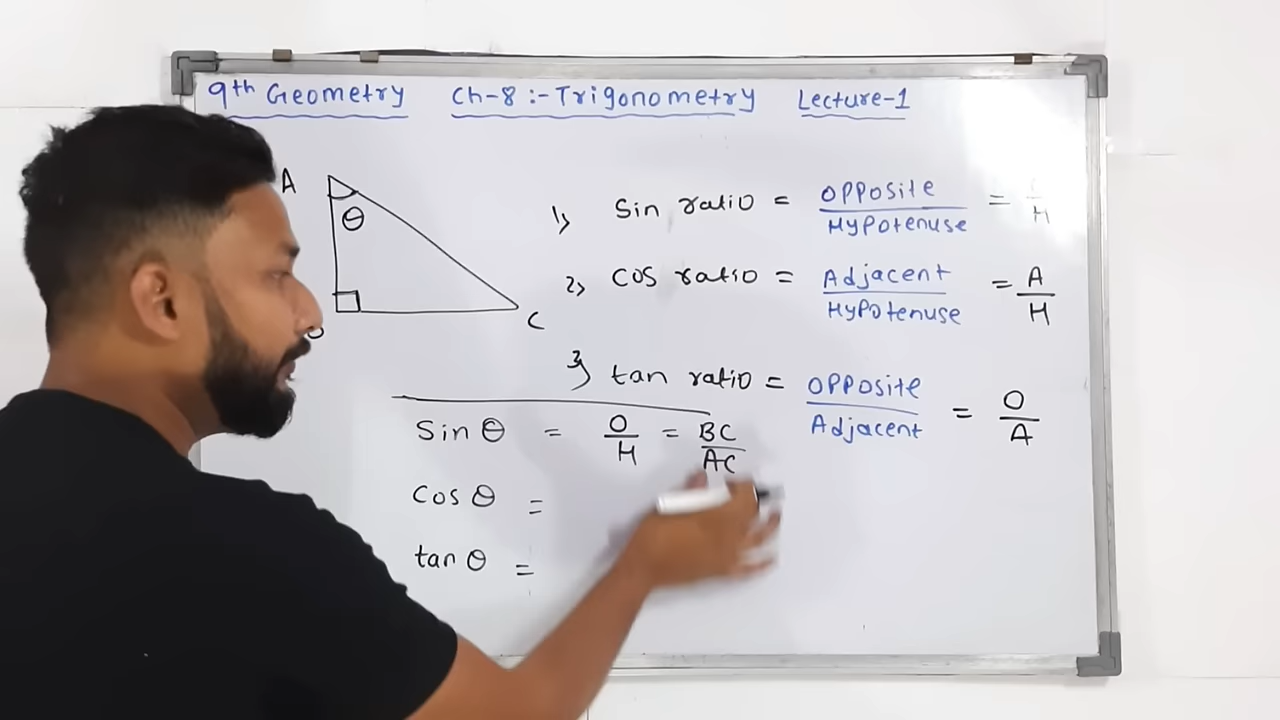 9th Geometry Ch-8:- Trigonometry Lecture-1
A
θ
C
1) Sin ratio = Opposite / Hypotenuse = / H
2) Cos ratio = Adjacent / Hypotenuse = A / H
3) tan ratio = Opposite / Adjacent = O / A
Sin θ = O / H = BC / AC
Cos θ =
tan θ =